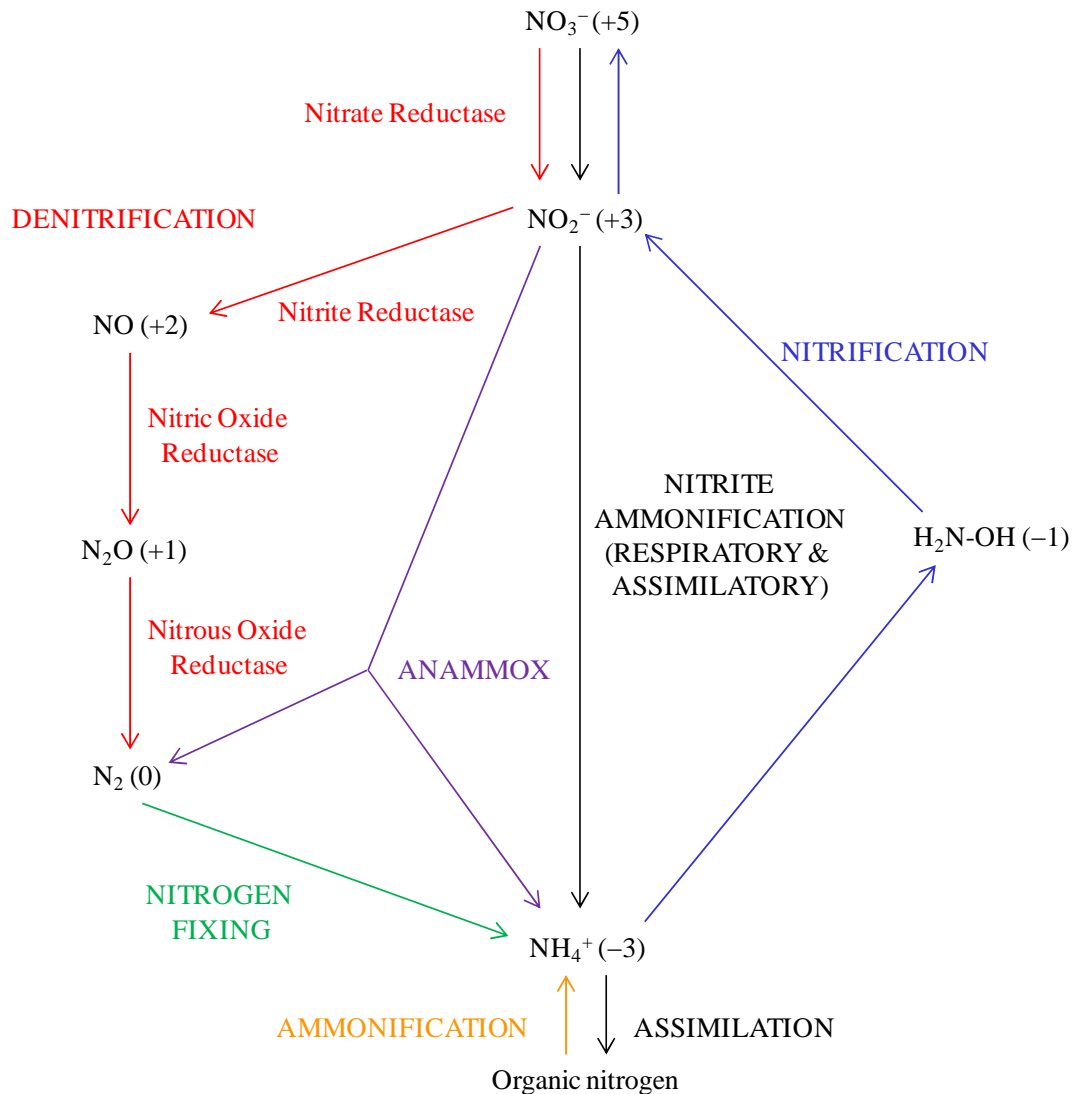 NO₃⁻ (+5)
Nitrate Reductase
DENITRIFICATION
NO₂⁻ (+3)
Nitrite Reductase
NO (+2)
NITRIFICATION
Nitric Oxide
Reductase
NITRITE
AMMONIFICATION
(RESPIRATORY &
ASSIMILATORY)
N₂O (+1)
H₂N-OH (–1)
Nitrous Oxide
Reductase
ANAMMOX
N₂ (0)
NITROGEN
FIXING
NH₄⁺ (–3)
AMMONIFICATION
ASSIMILATION
Organic nitrogen